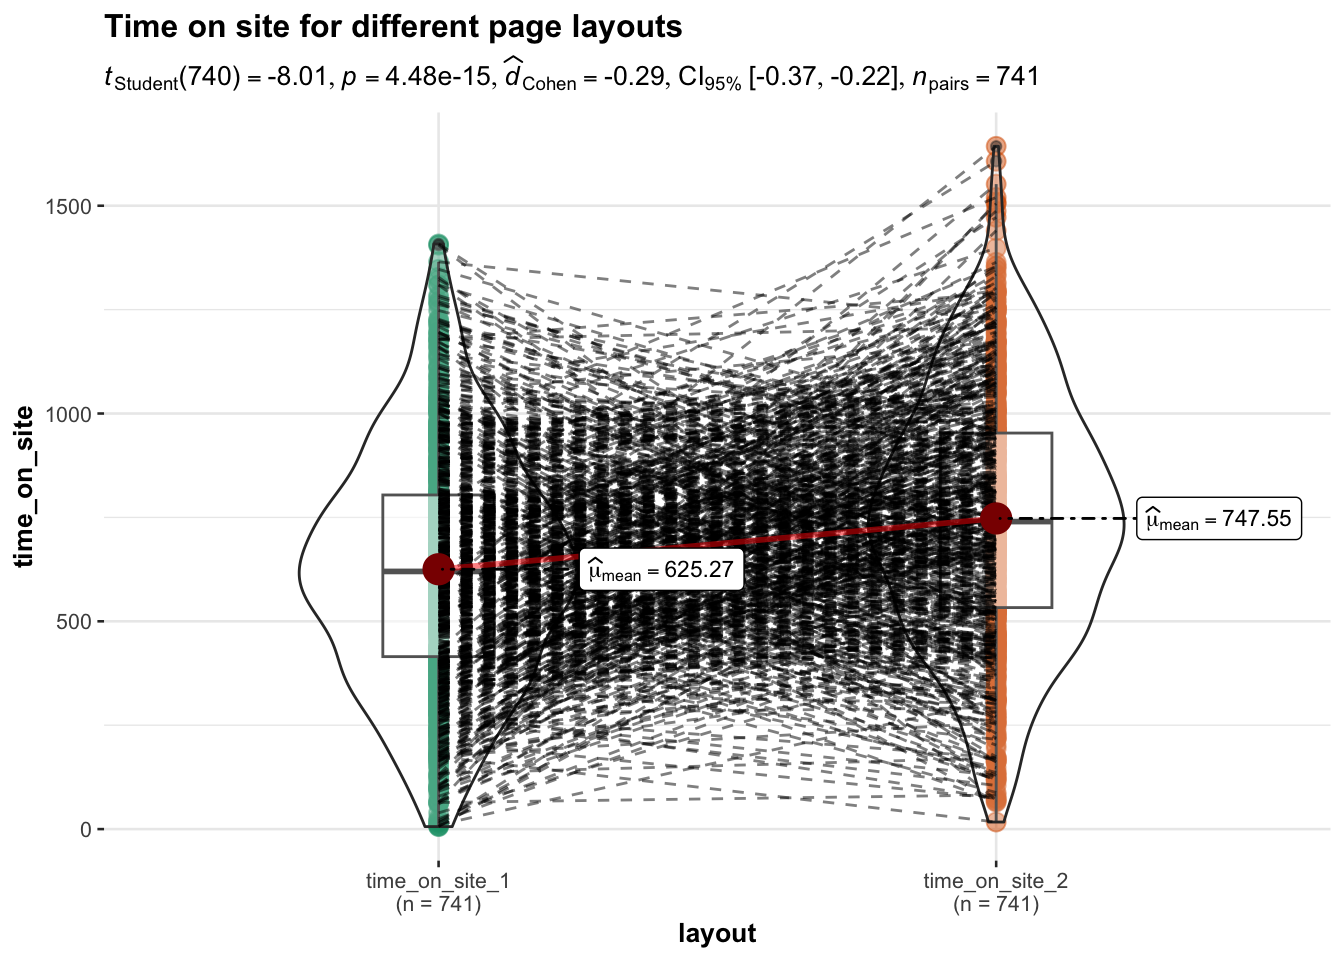 Time on site for different page layouts
t Student(740) = -8.01, p = 4.48e-15, d̂ Cohen = -0.29, CI95% [-0.37, -0.22], n pairs = 741
time_on_site
1500
1000
500
0
μ̂ mean = 747.55
μ̂ mean = 625.27
time_on_site_1
(n = 741)
time_on_site_2
(n = 741)
layout